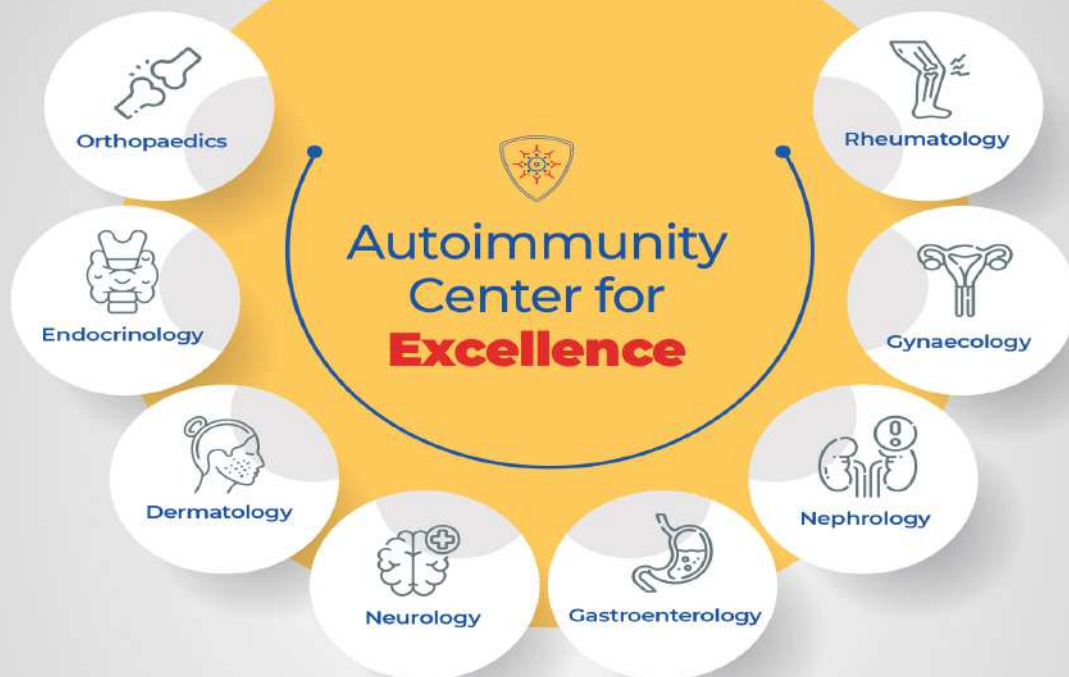 Orthopaedics
Rheumatology
Autoimmunity
Center for
Excellence
Endocrinology
Gynaecology
Dermatology
Nephrology
Neurology
Gastroenterology